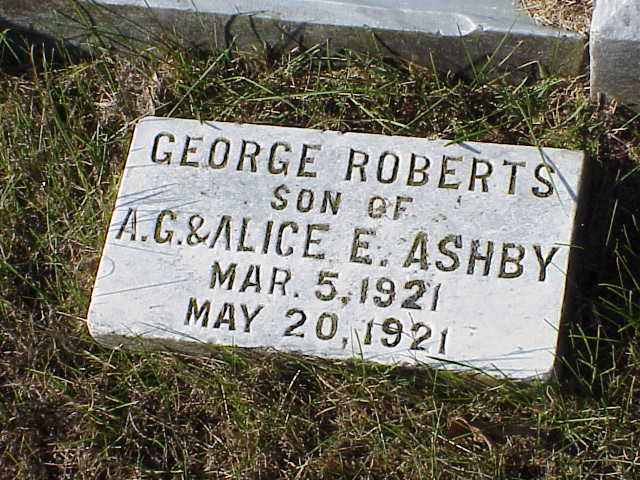 GEORGE ROBERTS
SON OF
A.G.&ALICE E. ASHBY
MAR. 5,1921
MAY 20,1921